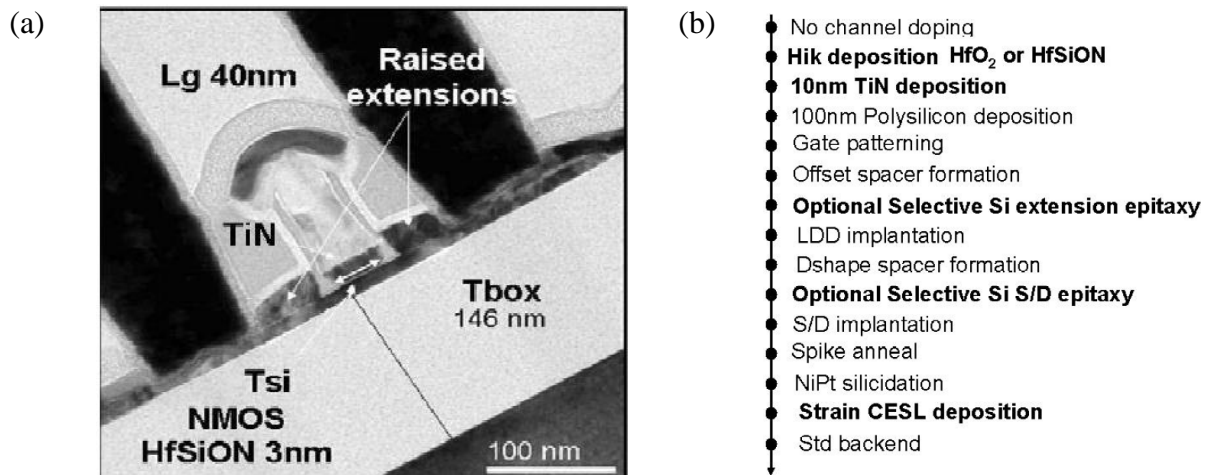 (a)
Lg 40nm
Raised
extensions
TiN
Tbox
146 nm
Tsi
NMOS
HfSiON 3nm
100 nm
(b)
No channel doping
Hik deposition HfO₂ or HfSiON
10nm TiN deposition
100nm Polysilicon deposition
Gate patterning
Offset spacer formation
Optional Selective Si extension epitaxy
LDD implantation
Dshape spacer formation
Optional Selective Si S/D epitaxy
S/D implantation
Spike anneal
NiPt silicidation
Strain CESL deposition
Std backend